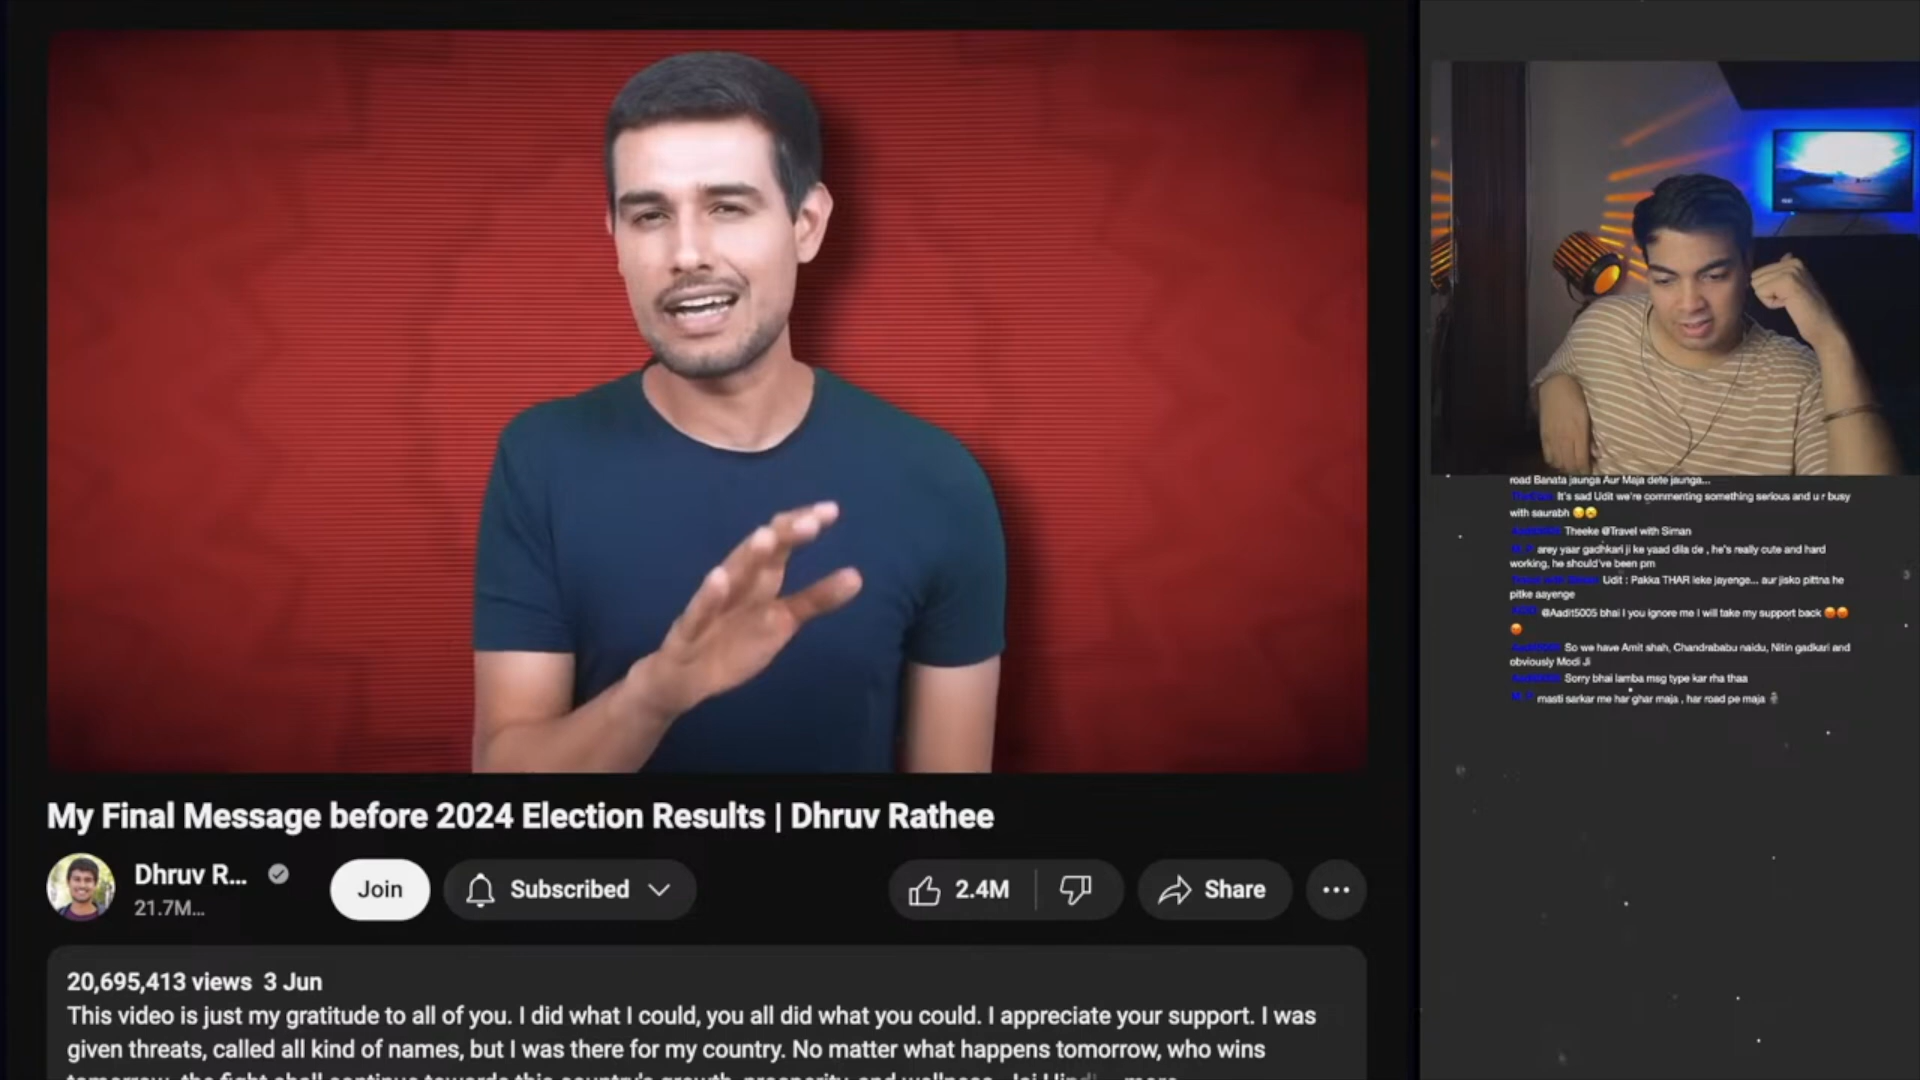 My Final Message before 2024 Election Results | Dhruv Rathee
Dhruv R...
21.7M...
Join
Subscribed
2.4M
Share
20,695,413 views 3 Jun
This video is just my gratitude to all of you. I did what I could, you all did what you could. I appreciate your support. I was
given threats, called all kind of names, but I was there for my country. No matter what happens tomorrow, who wins
road Banata jaunga Aur Maja dete jaunga...
It's sad Udit we're commenting something serious and u r busy
with saurabh
Theeke @Travel with Siman
M_P arey yaar gadhkari ji ke yaad dila de , he's really cute and hard
working, he should've been pm
Travel with Siman Udit : Pakka THAR leke jayenge... aur jisko pittna he
pitke aayenge
@Aadit5005 bhai I you ignore me I will take my support back
Aadit5005 So we have Amit shah, Chandrababu naidu, Nitin gadkari and
obviously Modi Ji
Aadit5005 Sorry bhai lamba msg type kar rha thaa
M_P masti sarkar me har ghar maja , har road pe maja